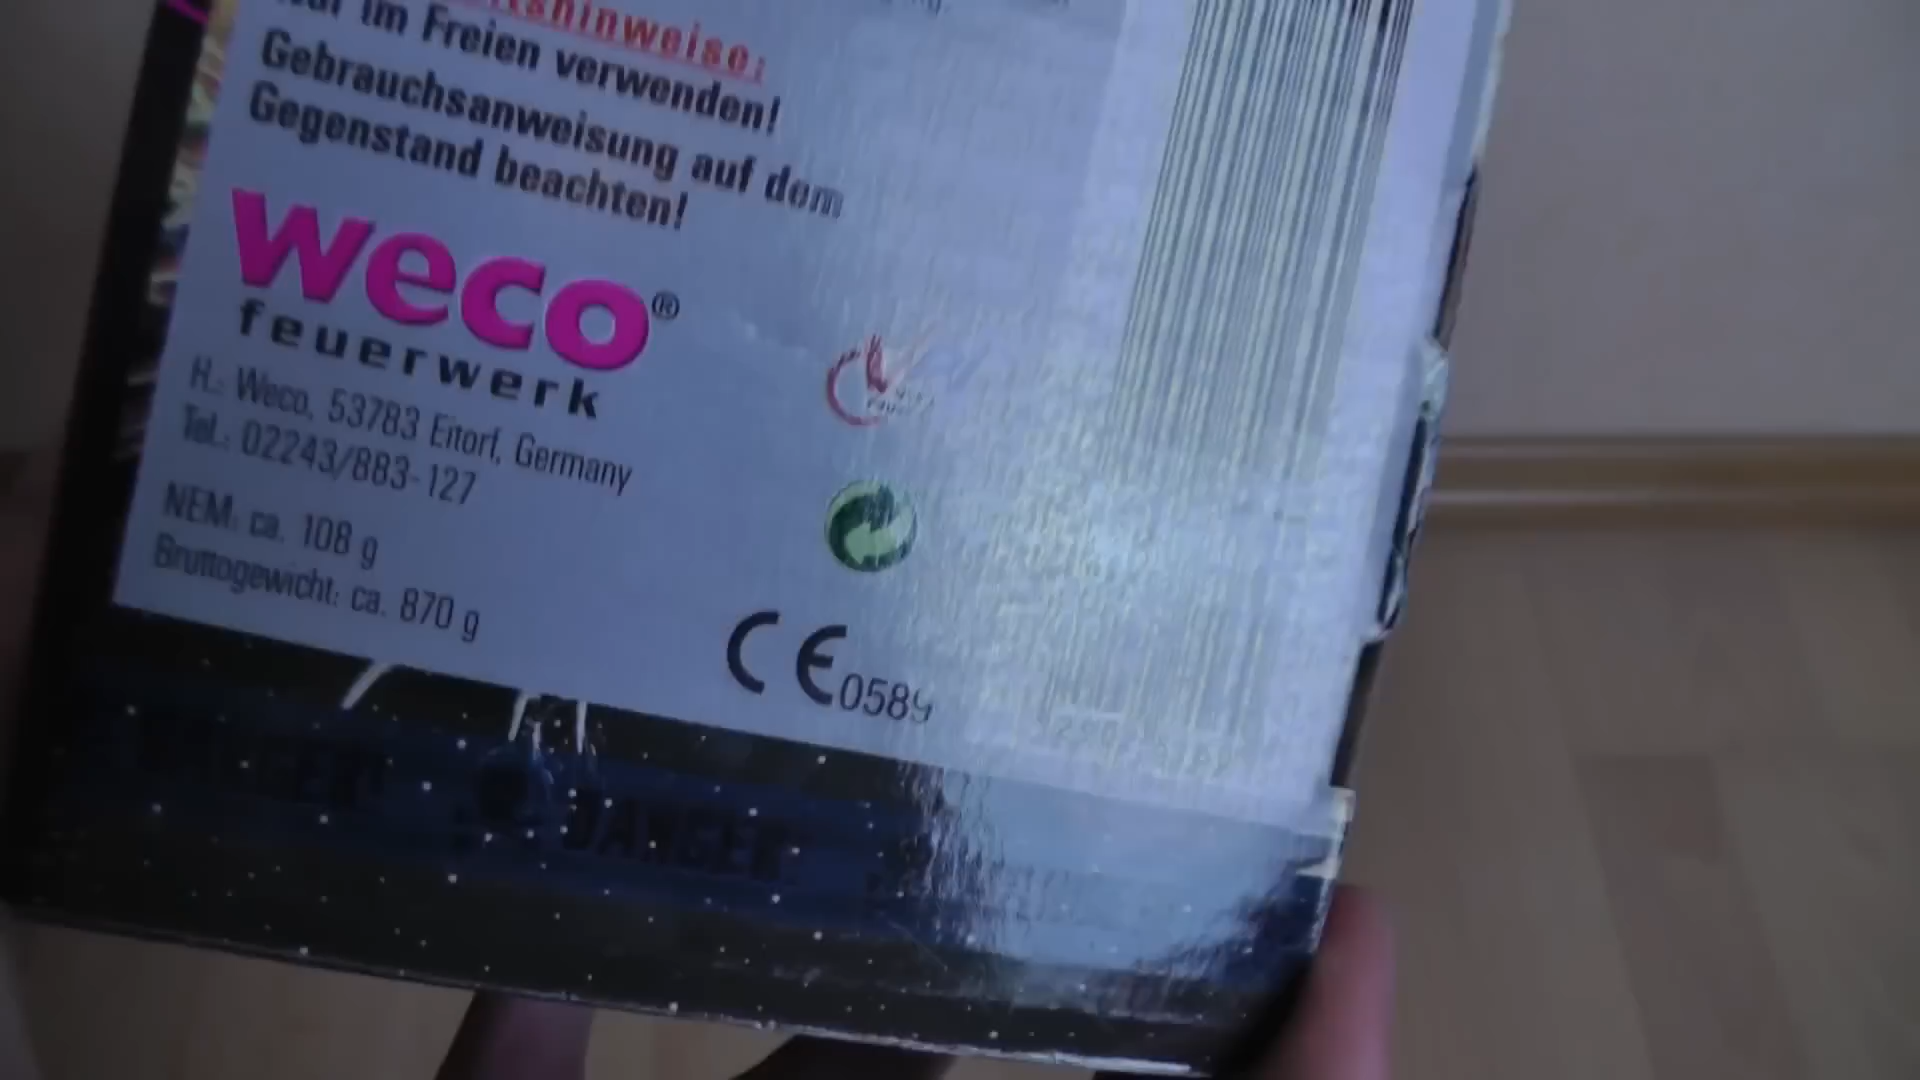 im Freien verwenden!
Gebrauchsanweisung auf dem
Gegenstand beachten!
weco®
feuerwerk
H.: Weco, 53783 Eitorf, Germany
Tel.: 02243/883-127
NEM: ca. 108 g
Bruttogewicht: ca. 870 g
CE 0589
DANGER